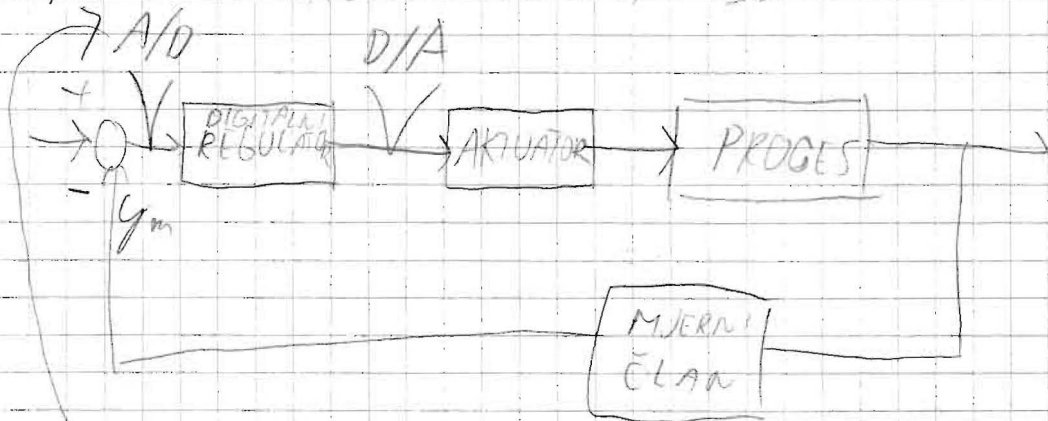 A/D
D/A
+
DIGITALNI
REGULATOR
AKTUATOR
PROCES
-
ym
MJERNI
ČLAN